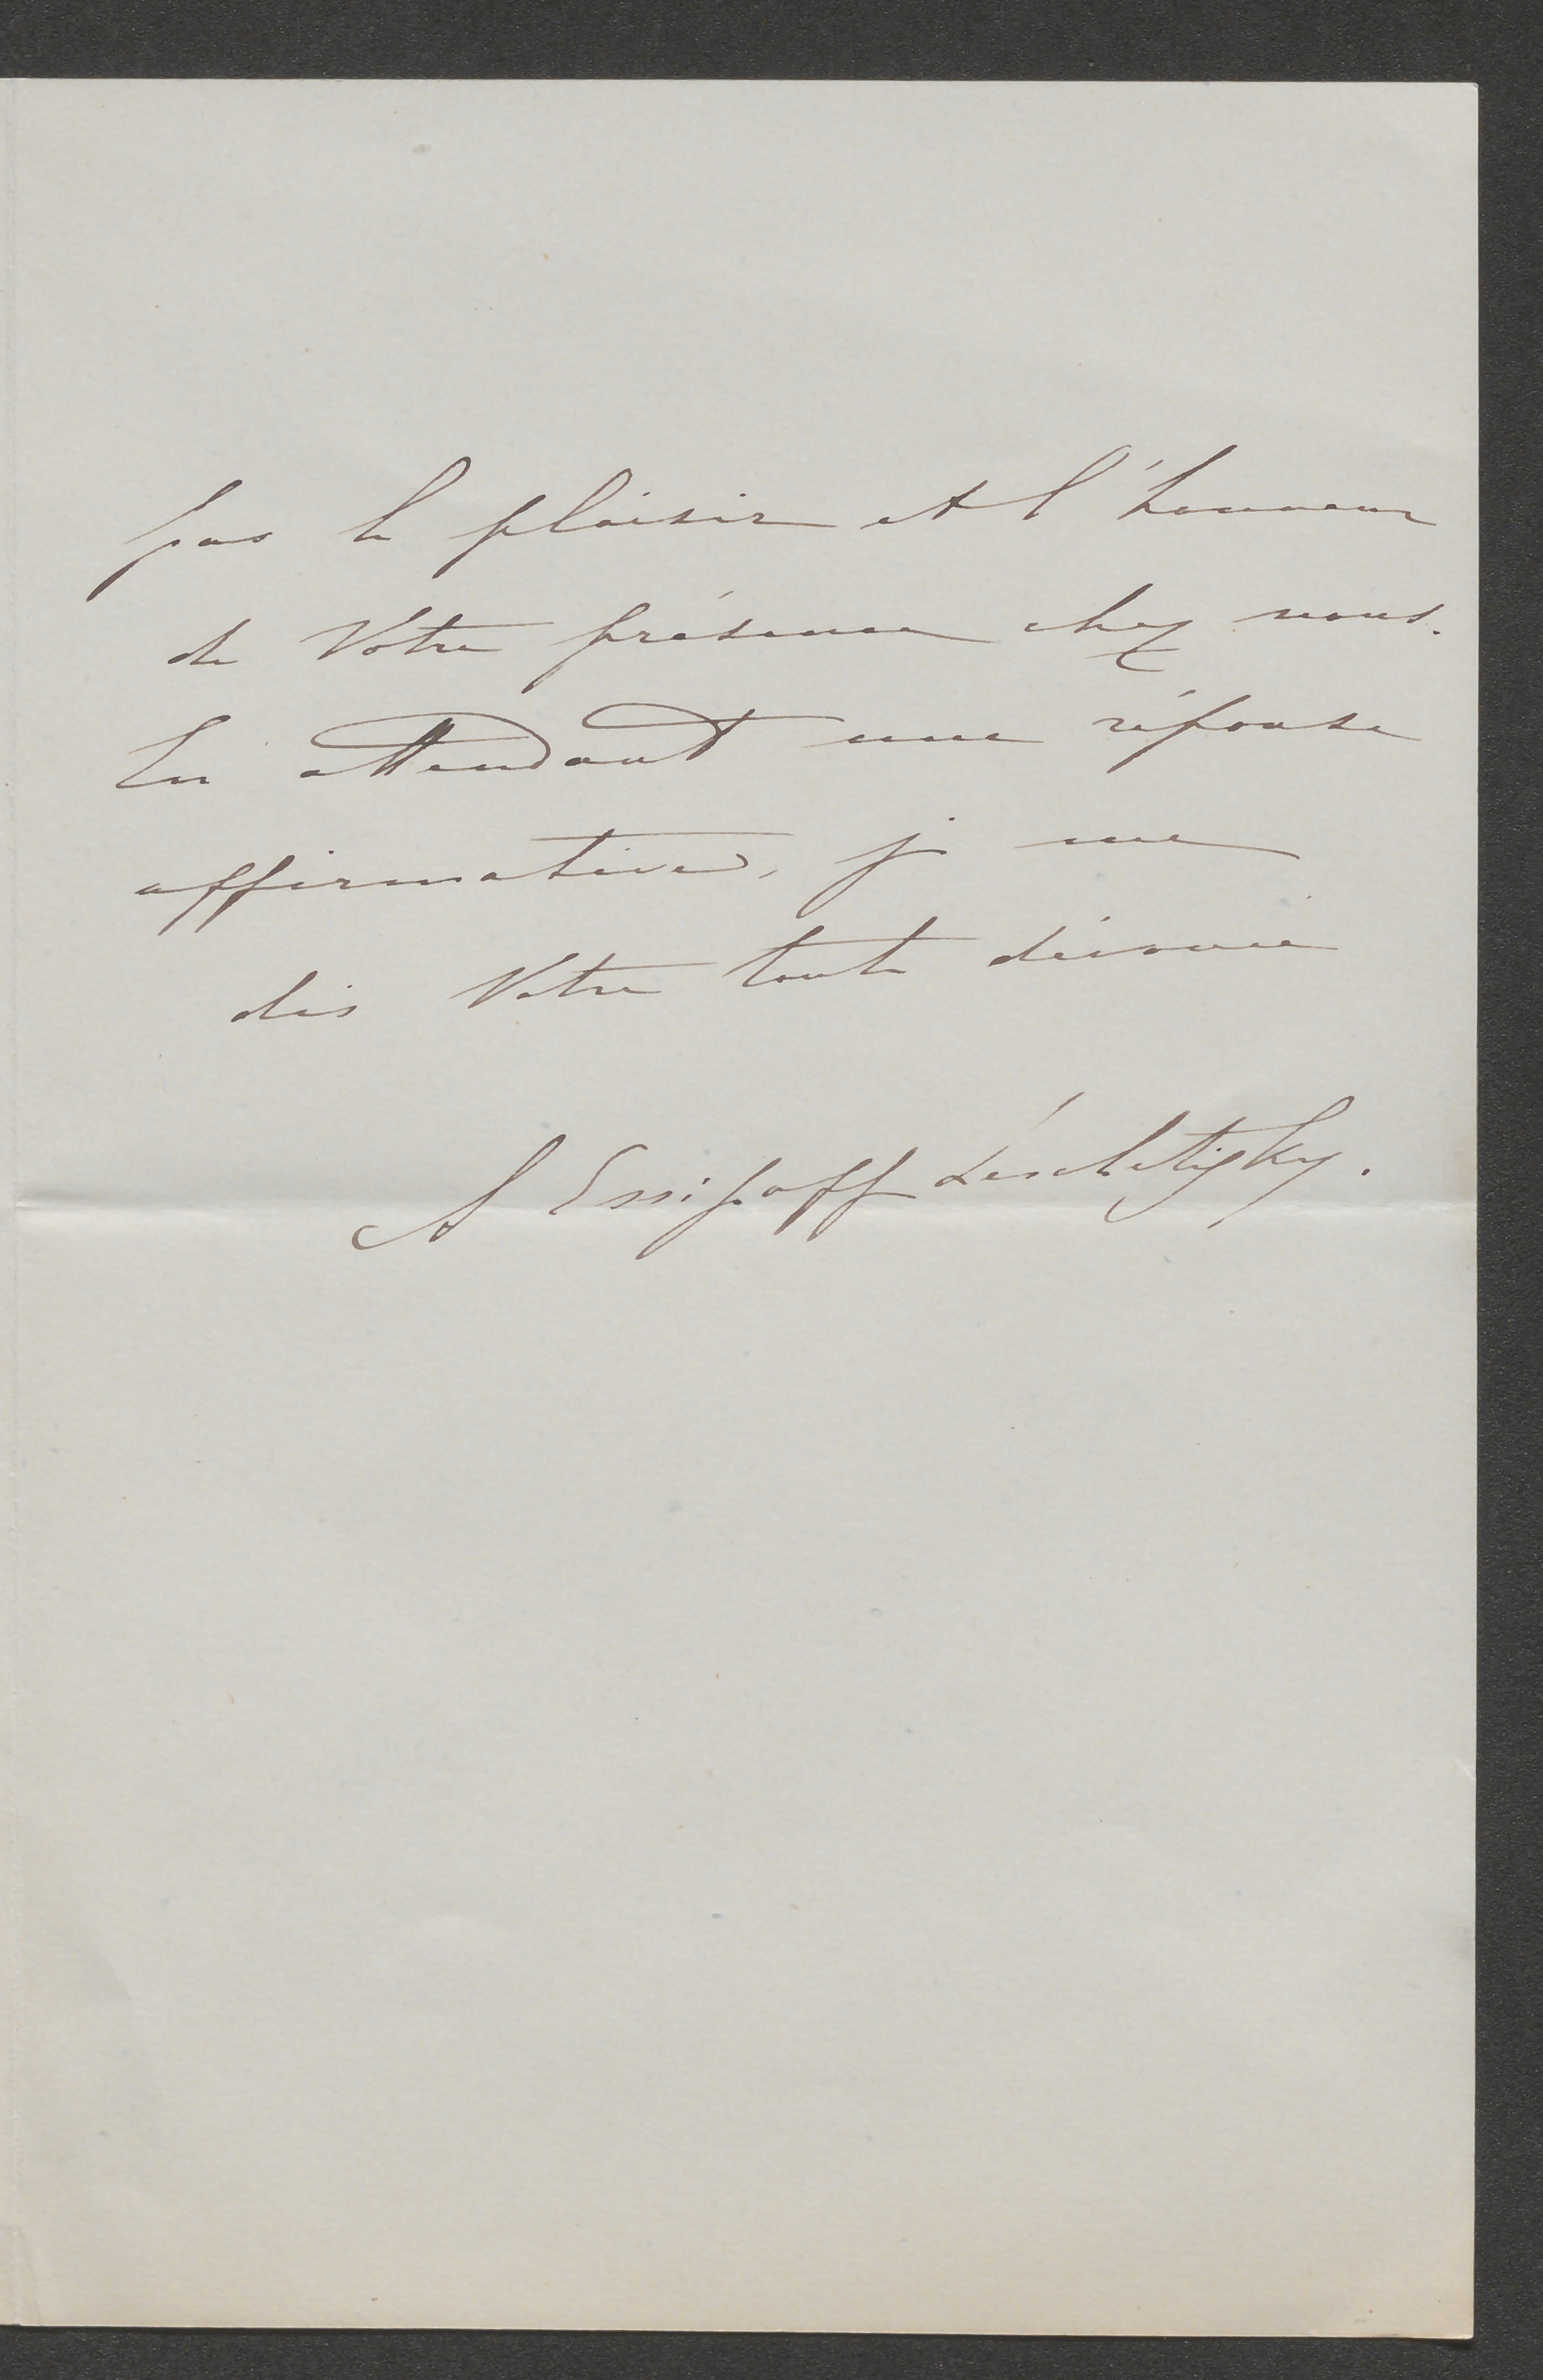 pas le plaisir et l'honneur
de Votre présence chez nous.
En attendant une réponse
affirmative, je me
dis Votre toute dévouée
A Essipoff Léschetizky.